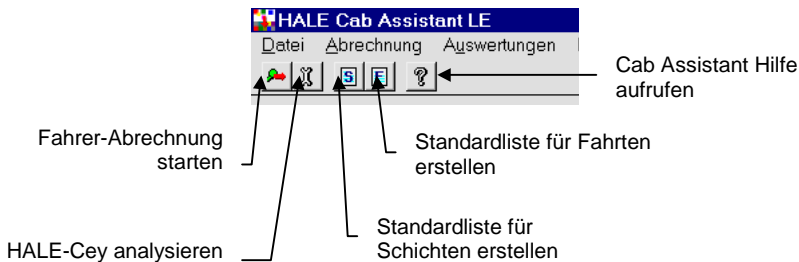 HALE Cab Assistant LE
Datei Abrechnung Auswertungen
S F ?
Cab Assistant Hilfe
aufrufen
Fahrer-Abrechnung
starten
Standardliste für Fahrten
erstellen
Standardliste für
Schichten erstellen
HALE-Cey analysieren